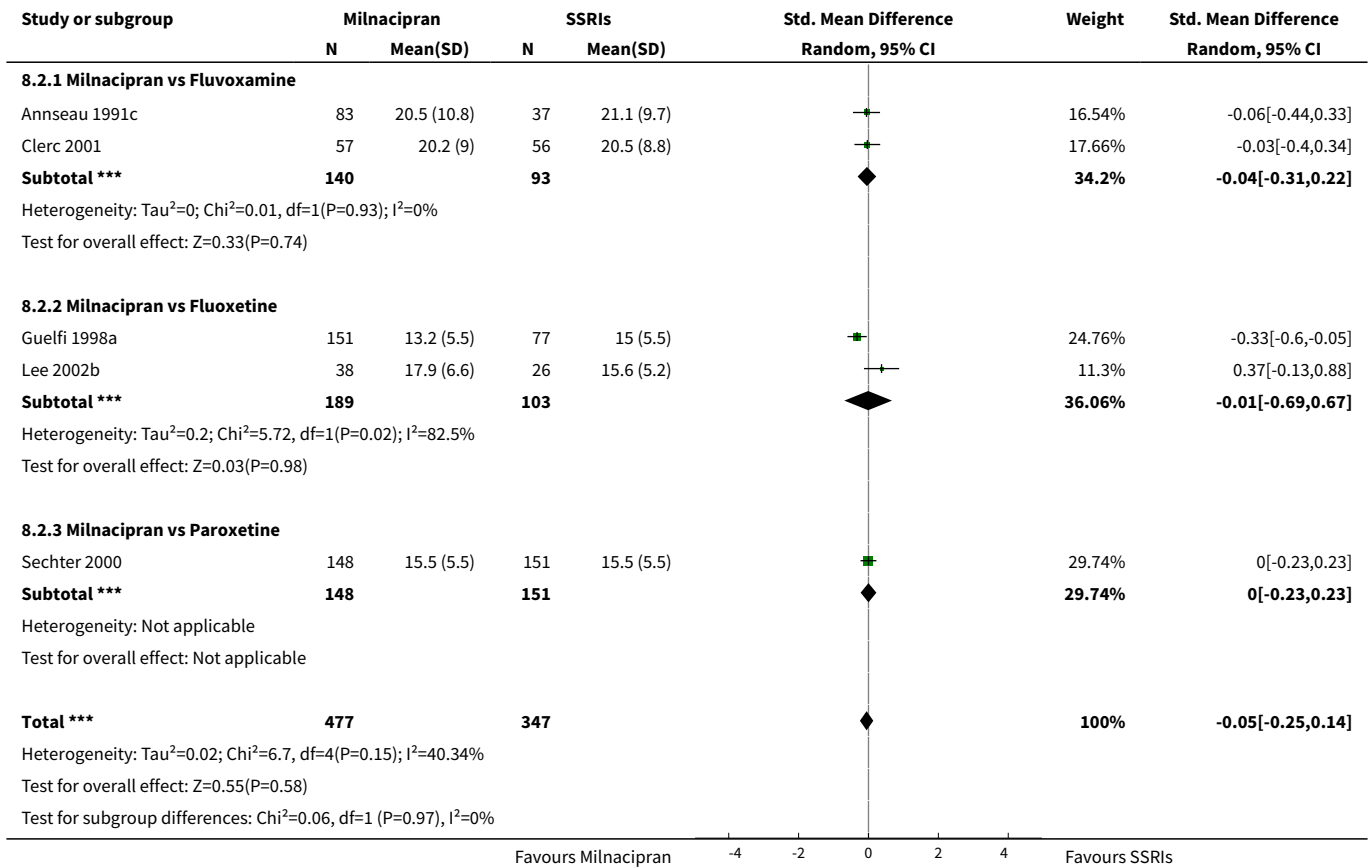 Study or subgroup Milnacipran SSRIs Std. Mean Difference Weight Std. Mean Difference
N Mean(SD) N Mean(SD) Random, 95% CI Random, 95% CI
8.2.1 Milnacipran vs Fluvoxamine
Annseau 1991c 83 20.5 (10.8) 37 21.1 (9.7) 16.54% -0.06[-0.44,0.33]
Clerc 2001 57 20.2 (9) 56 20.5 (8.8) 17.66% -0.03[-0.4,0.34]
Subtotal *** 140 93 34.2% -0.04[-0.31,0.22]
Heterogeneity: Tau²=0; Chi²=0.01, df=1(P=0.93); I²=0%
Test for overall effect: Z=0.33(P=0.74)
8.2.2 Milnacipran vs Fluoxetine
Guelfi 1998a 151 13.2 (5.5) 77 15 (5.5) 24.76% -0.33[-0.6,-0.05]
Lee 2002b 38 17.9 (6.6) 26 15.6 (5.2) 11.3% 0.37[-0.13,0.88]
Subtotal *** 189 103 36.06% -0.01[-0.69,0.67]
Heterogeneity: Tau²=0.2; Chi²=5.72, df=1(P=0.02); I²=82.5%
Test for overall effect: Z=0.03(P=0.98)
8.2.3 Milnacipran vs Paroxetine
Sechter 2000 148 15.5 (5.5) 151 15.5 (5.5) 29.74% 0[-0.23,0.23]
Subtotal *** 148 151 29.74% 0[-0.23,0.23]
Heterogeneity: Not applicable
Test for overall effect: Not applicable
Total *** 477 347 100% -0.05[-0.25,0.14]
Heterogeneity: Tau²=0.02; Chi²=6.7, df=4(P=0.15); I²=40.34%
Test for overall effect: Z=0.55(P=0.58)
Test for subgroup differences: Chi²=0.06, df=1 (P=0.97), I²=0%
Favours Milnacipran -4 -2 0 2 4 Favours SSRIs